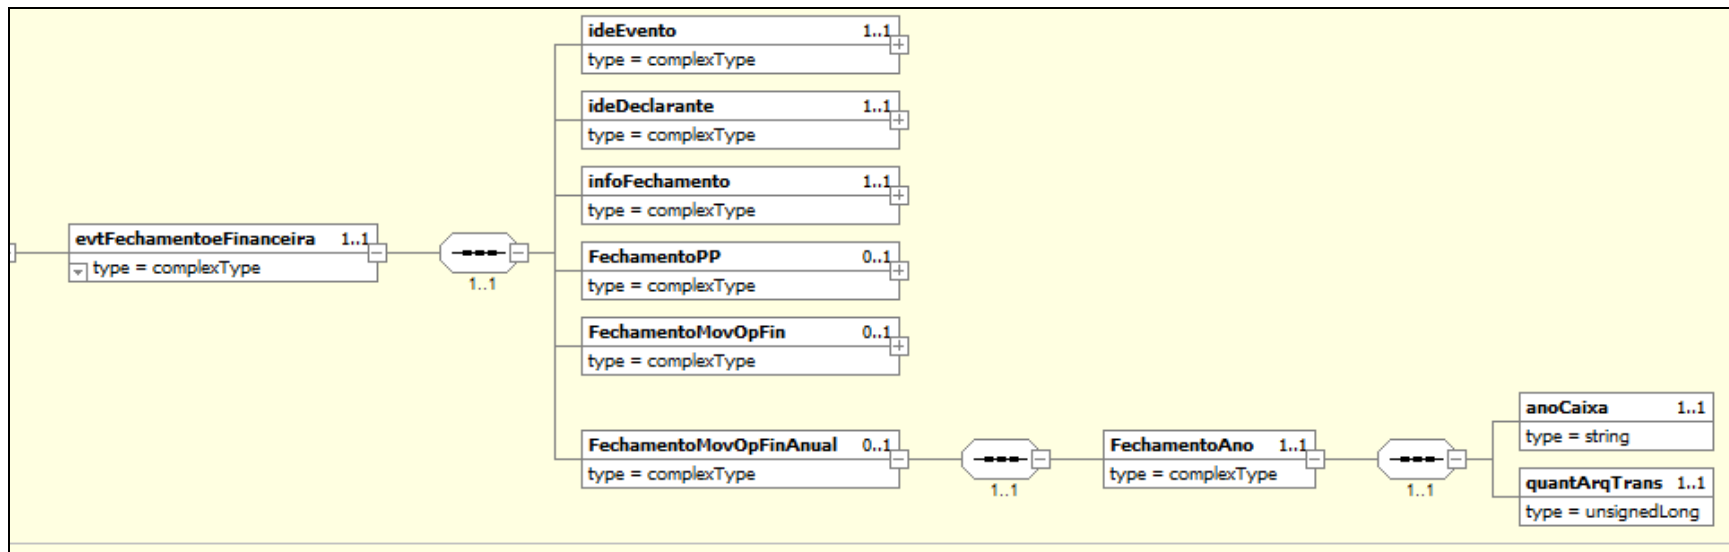 ideEvento 1..1
type = complexType
ideDeclarante 1..1
type = complexType
infoFechamento 1..1
type = complexType
evtFechamentoeFinanceira 1..1
type = complexType
1..1
FechamentoPP 0..1
type = complexType
FechamentoMovOpFin 0..1
type = complexType
FechamentoMovOpFinAnual 0..1
type = complexType
1..1
FechamentoAno 1..1
type = complexType
1..1
anoCaixa 1..1
type = string
quantArqTrans 1..1
type = unsignedLong